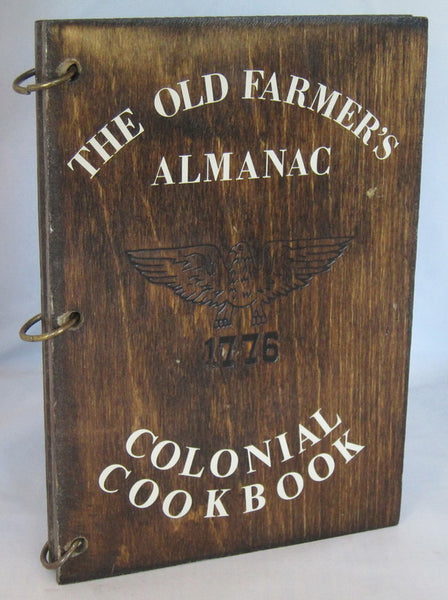 THE OLD FARMER'S
ALMANAC
1776
COLONIAL
COOKBOOK